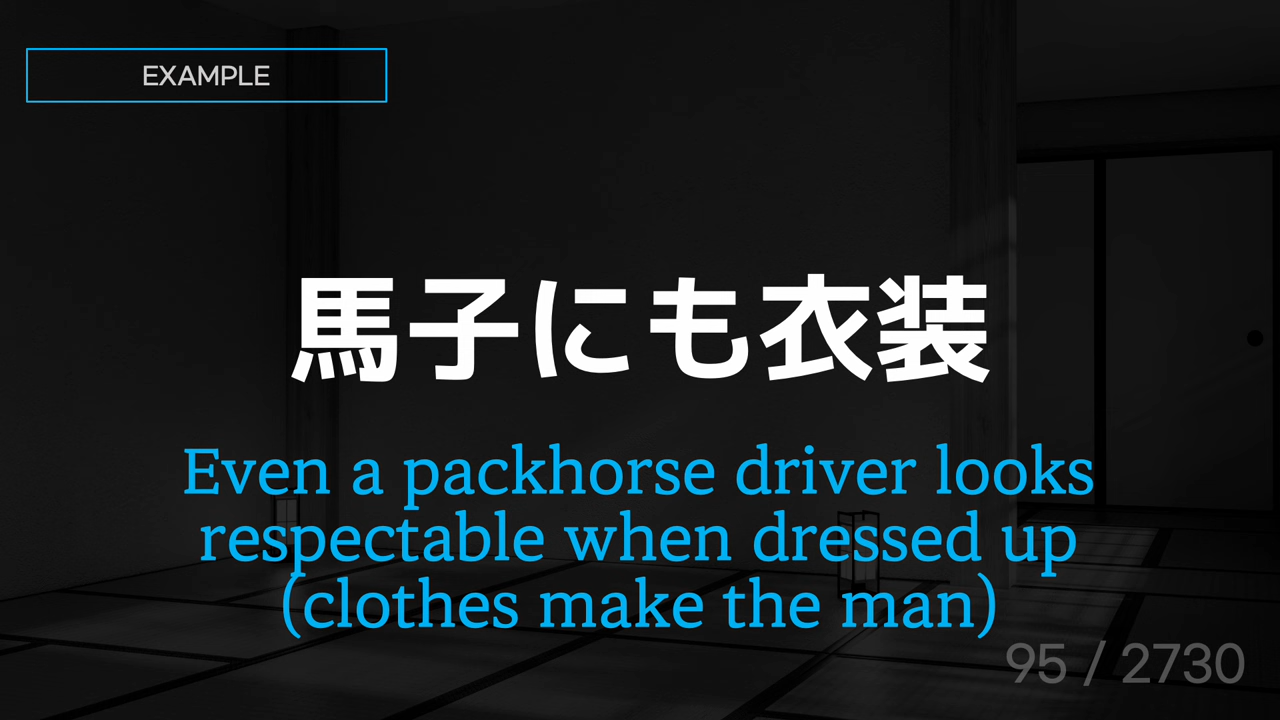 EXAMPLE
馬子にも衣装
Even a packhorse driver looks
respectable when dressed up
(clothes make the man)
95 / 2730